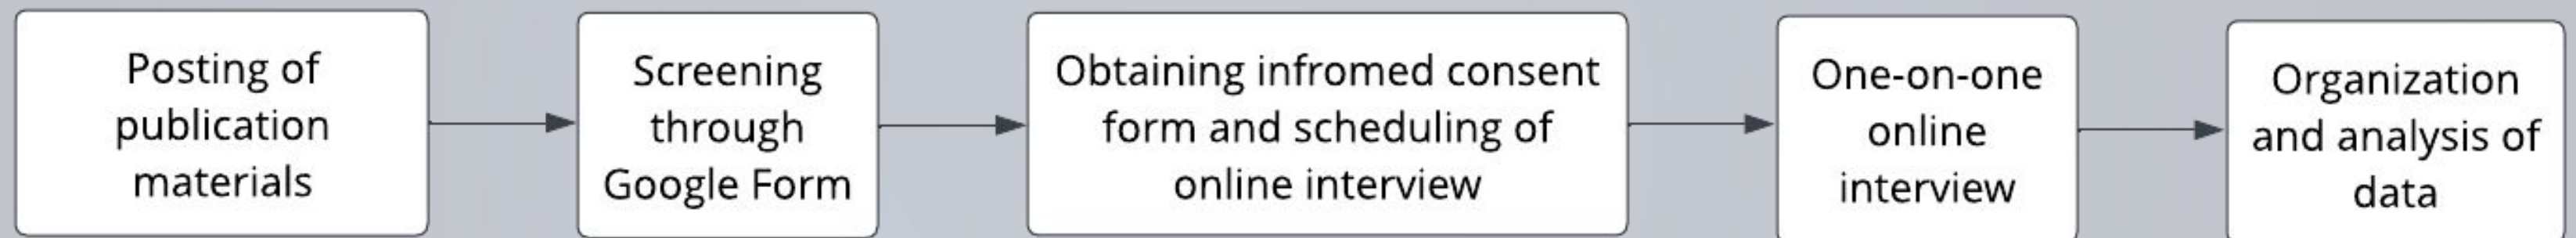 Posting of
publication
materials
Screening
through
Google Form
Obtaining infromed consent
form and scheduling of
online interview
One-on-one
online
interview
Organization
and analysis of
data